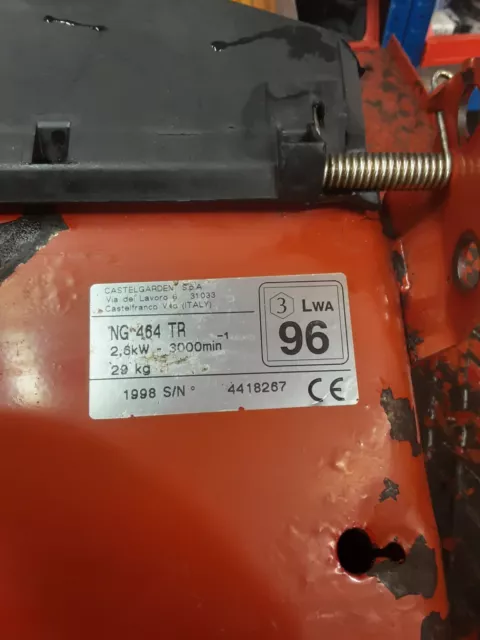 CASTELGARDEN S.p.A.
Via del Lavoro 6 31033
Castelfranco V.to (ITALY)
NG 464 TR
2,6kW - 3000min -1
29 kg
1998 S/N ° 4418267
3 LWA
96
CE